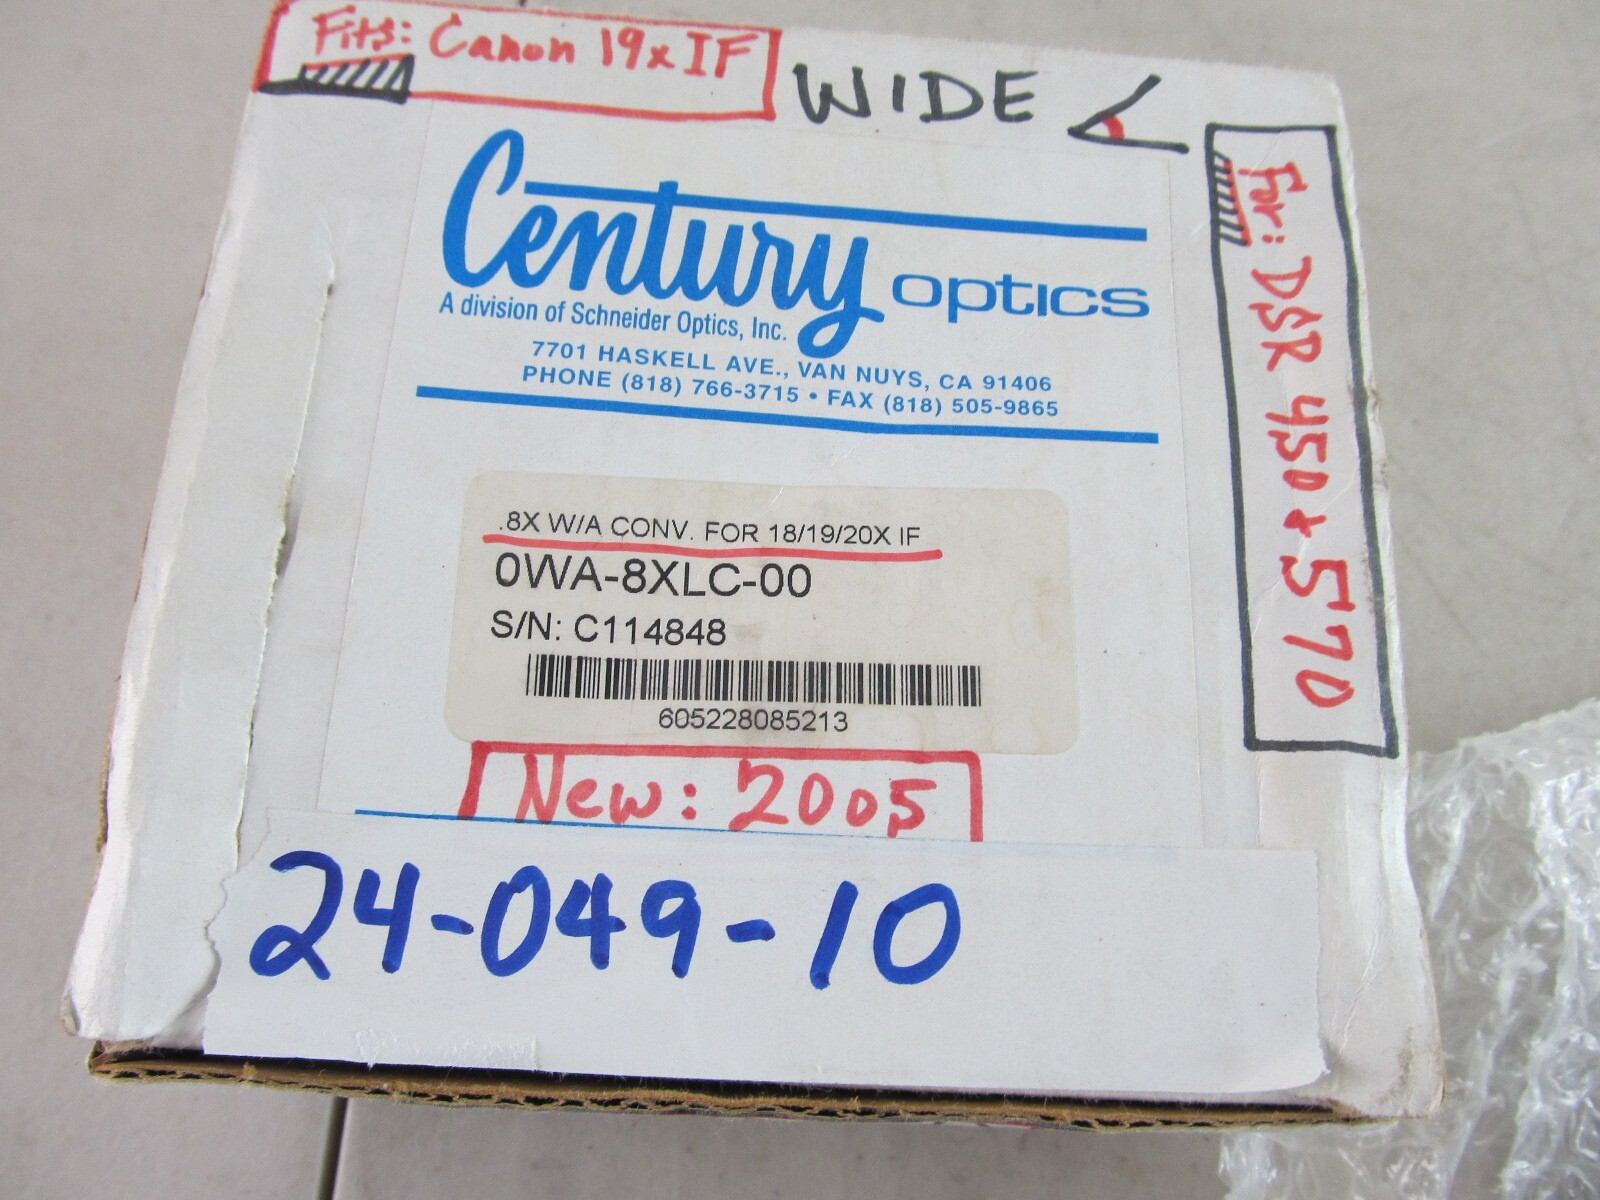 Fits: Canon 19x IF
WIDE
For: DSR 450 + 570
Century optics
A division of Schneider Optics, Inc.
7701 HASKELL AVE., VAN NUYS, CA 91406
PHONE (818) 766-3715 • FAX (818) 505-9865
.8X W/A CONV. FOR 18/19/20X IF
0WA-8XLC-00
S/N: C114848
605228085213
New: 2005
24-049-10